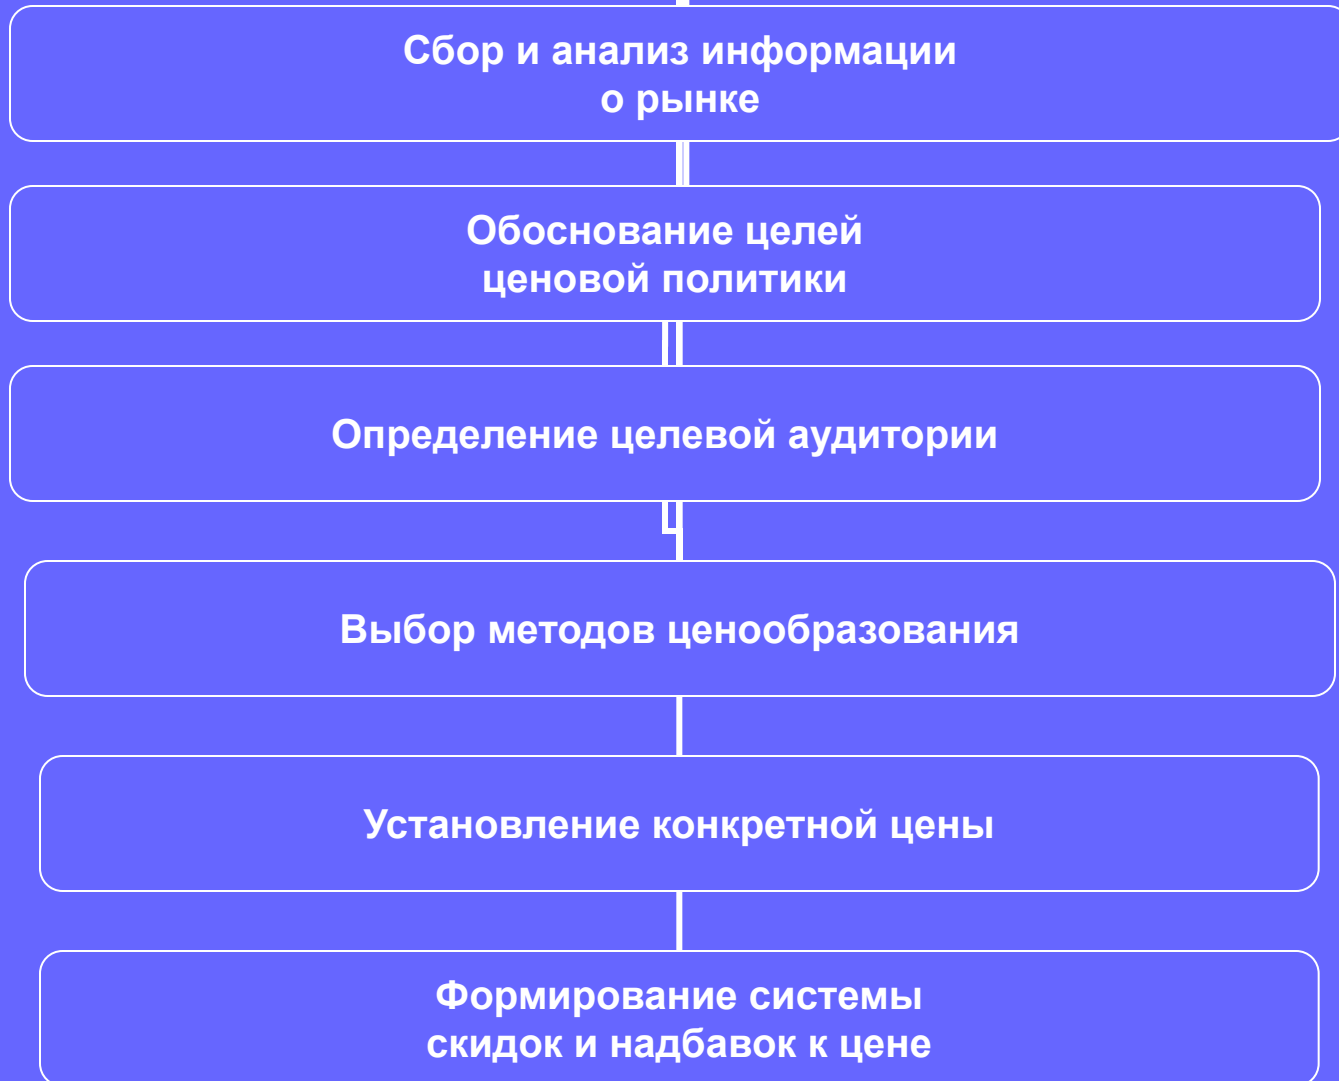 Сбор и анализ информации
о рынке
Обоснование целей
ценовой политики
Определение целевой аудитории
Выбор методов ценообразования
Установление конкретной цены
Формирование системы
скидок и надбавок к цене